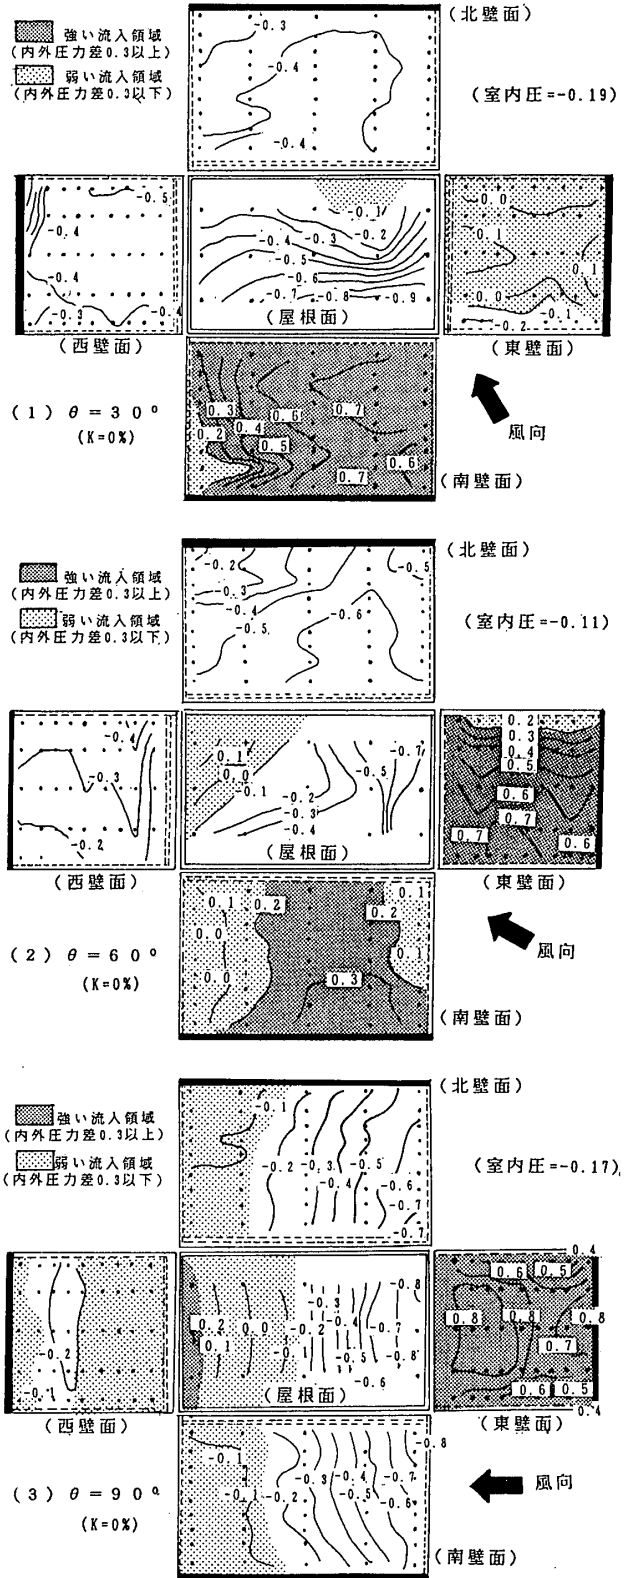 (北壁面)
強い流入領域
(内外圧力差0.3以上)
弱い流入領域
(内外圧力差0.3以下)
(室内圧=-0.19)
-0.3
-0.4
-0.4
-0.5
-0.4
-0.4
-0.3
-0.4
(西壁面)
-0.1
-0.2
-0.3
-0.4
-0.5
-0.6
-0.7
-0.8
-0.9
(屋根面)
0.0
0.1
0.1
0.0
-0.1
-0.2
(東壁面)
(1) θ=30°
(K=0%)
0.3
0.6
0.7
0.2
0.4
0.5
0.6
0.7
(南壁面)
風向
(北壁面)
強い流入領域
(内外圧力差0.3以上)
弱い流入領域
(内外圧力差0.3以下)
(室内圧=-0.11)
-0.2
-0.5
-0.3
-0.4
-0.6
-0.5
-0.4
-0.3
-0.2
(西壁面)
0.1
0.0
-0.1
-0.2
-0.3
-0.4
-0.5
-0.7
(屋根面)
0.2
0.3
0.4
0.5
0.6
0.7
0.7
0.6
(東壁面)
(2) θ=60°
(K=0%)
0.1
0.2
0.1
0.2
0.0
0.0
0.1
0.3
(南壁面)
風向
(北壁面)
強い流入領域
(内外圧力差0.3以上)
弱い流入領域
(内外圧力差0.3以下)
(室内圧=-0.17)
-0.1
-0.2
-0.3
-0.5
-0.4
-0.6
-0.7
-0.7
-0.2
-0.1
(西壁面)
0.2
0.1
0.0
-0.1
-0.2
-0.3
-0.4
-0.5
-0.6
-0.7
-0.8
-0.8
(屋根面)
0.4
0.6
0.5
0.8
0.8
0.8
0.7
0.6
0.5
0.4
(東壁面)
(3) θ=90°
(K=0%)
-0.1
-0.1
-0.2
-0.3
-0.4
-0.5
-0.7
-0.6
-0.8
(南壁面)
風向